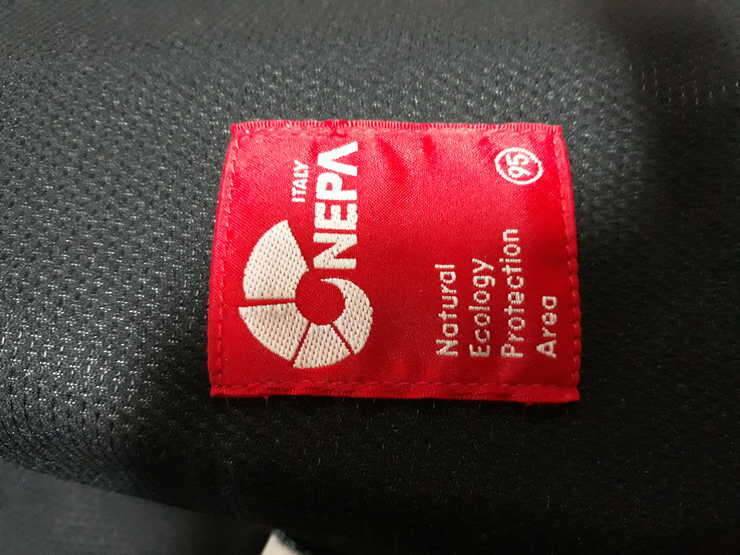 ITALY
NEPA
Natural
Ecology
Protection
Area
95